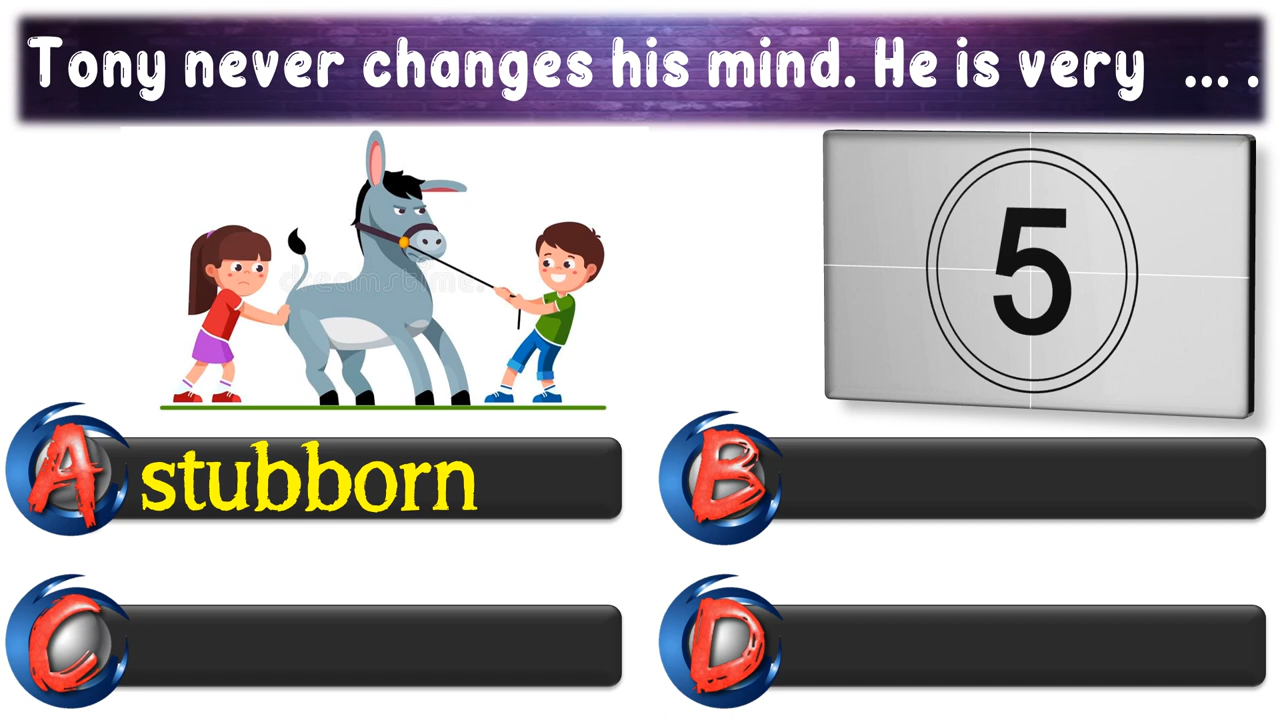 Tony never changes his mind. He is very ... .
5
A stubborn
B
C
D